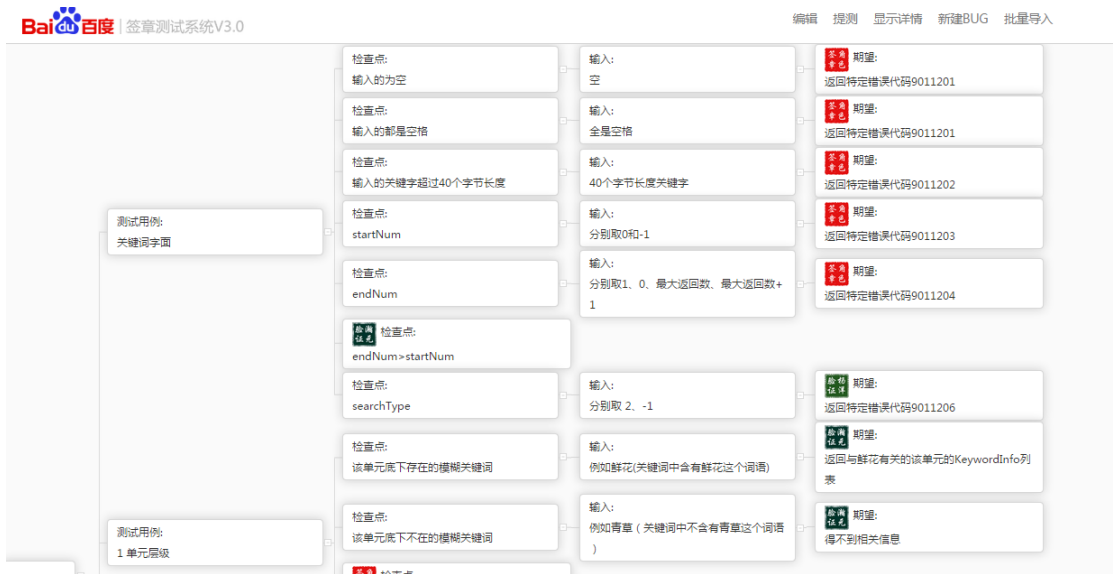 Baidu百度 签章测试系统V3.0
编辑 提测 显示详情 新建BUG 批量导入
检查点:
输入的为空
输入:
空
期望:
返回特定错误代码9011201
检查点:
输入的都是空格
输入:
全是空格
期望:
返回特定错误代码9011201
检查点:
输入的关键字超过40个字节长度
输入:
40个字节长度关键字
期望:
返回特定错误代码9011202
测试用例:
关键词字面
检查点:
startNum
输入:
分别取0和-1
期望:
返回特定错误代码9011203
检查点:
endNum
输入:
分别取1、0、最大返回数、最大返回数+
1
期望:
返回特定错误代码9011204
检查点:
endNum>startNum
检查点:
searchType
输入:
分别取 2、-1
期望:
返回特定错误代码9011206
检查点:
该单元底下存在的模糊关键词
输入:
例如鲜花(关键词中含有鲜花这个词语)
期望:
返回与鲜花有关的该单元的KeywordInfo列
表
测试用例:
1 单元层级
检查点:
该单元底下不在的模糊关键词
输入:
例如青草（关键词中不含有青草这个词语
）
期望:
得不到相关信息